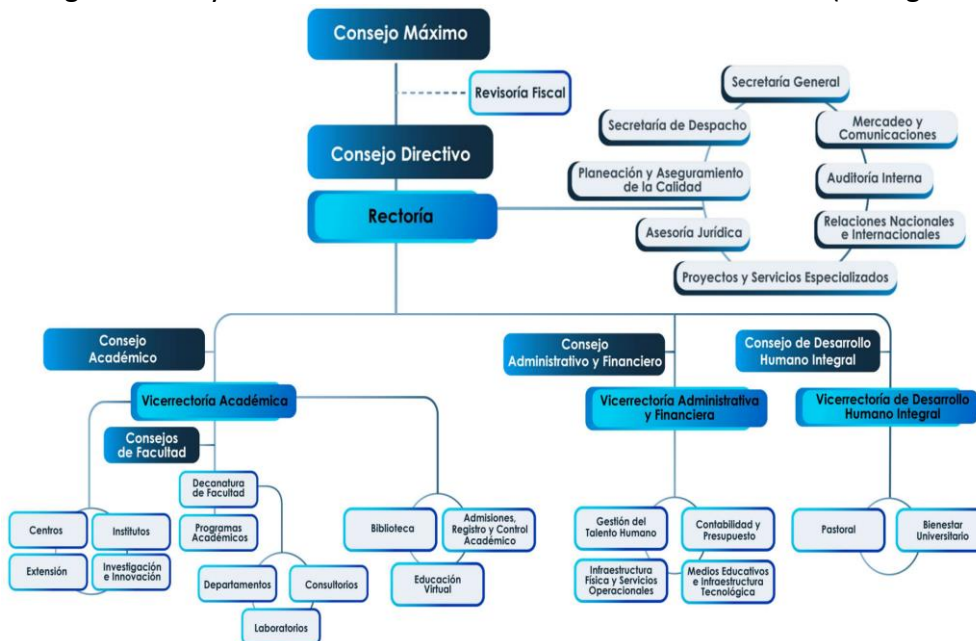 Consejo Máximo
Revisoría Fiscal
Consejo Directivo
Rectoría
Secretaría General
Secretaría de Despacho
Mercadeo y
Comunicaciones
Planeación y Aseguramiento
de la Calidad
Auditoría Interna
Asesoría Jurídica
Relaciones Nacionales
e Internacionales
Proyectos y Servicios Especializados
Consejo
Académico
Consejo
Administrativo y Financiero
Consejo de Desarrollo
Humano Integral
Vicerrectoría Académica
Vicerrectoría Administrativa
y Financiera
Vicerrectoría de Desarrollo
Humano Integral
Consejos
de Facultad
Decanatura
de Facultad
Centros
Institutos
Programas
Académicos
Extensión
Investigación
e Innovación
Departamentos
Consultorios
Laboratorios
Biblioteca
Admisiones,
Registro y Control
Académico
Educación
Virtual
Gestión del
Talento Humano
Contabilidad y
Presupuesto
Infraestructura
Física y Servicios
Operacionales
Medios Educativos
e Infraestructura
Tecnológica
Pastoral
Bienestar
Universitario